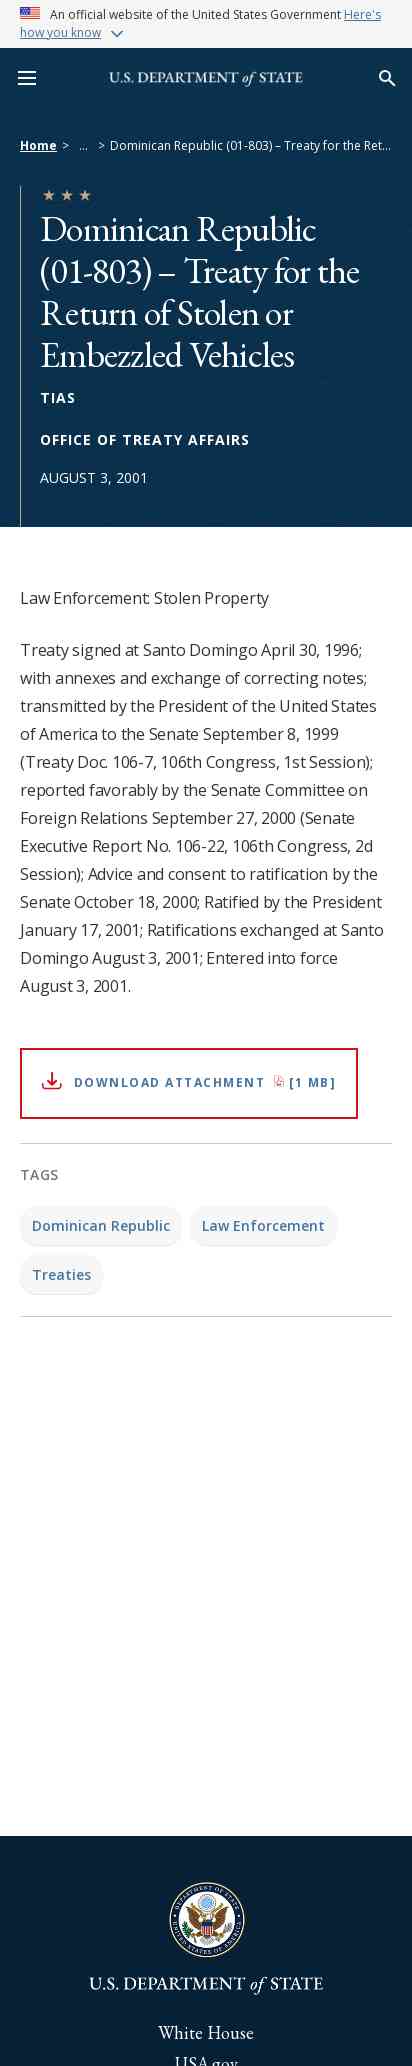 An official website of the United States Government Here's
how you know
U.S. DEPARTMENT of STATE
Home > ... > Dominican Republic (01-803) – Treaty for the Ret...
Dominican Republic
(01-803) – Treaty for the
Return of Stolen or
Embezzled Vehicles
TIAS
OFFICE OF TREATY AFFAIRS
AUGUST 3, 2001
Law Enforcement: Stolen Property
Treaty signed at Santo Domingo April 30, 1996;
with annexes and exchange of correcting notes;
transmitted by the President of the United States
of America to the Senate September 8, 1999
(Treaty Doc. 106-7, 106th Congress, 1st Session);
reported favorably by the Senate Committee on
Foreign Relations September 27, 2000 (Senate
Executive Report No. 106-22, 106th Congress, 2d
Session); Advice and consent to ratification by the
Senate October 18, 2000; Ratified by the President
January 17, 2001; Ratifications exchanged at Santo
Domingo August 3, 2001; Entered into force
August 3, 2001.
DOWNLOAD ATTACHMENT [1 MB]
TAGS
Dominican Republic Law Enforcement
Treaties
DEPARTMENT OF STATE
UNITED STATES OF AMERICA
U.S. DEPARTMENT of STATE
White House
USA.gov